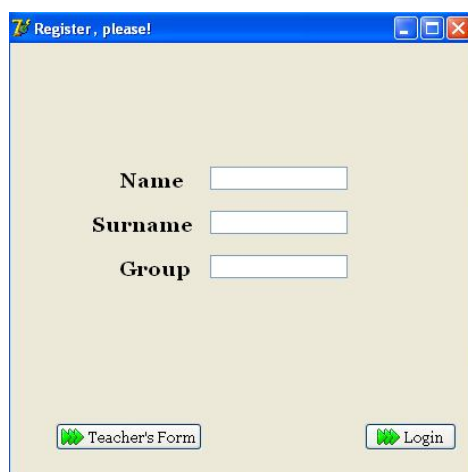 Register , please!
Name
Surname
Group
Teacher's Form
Login